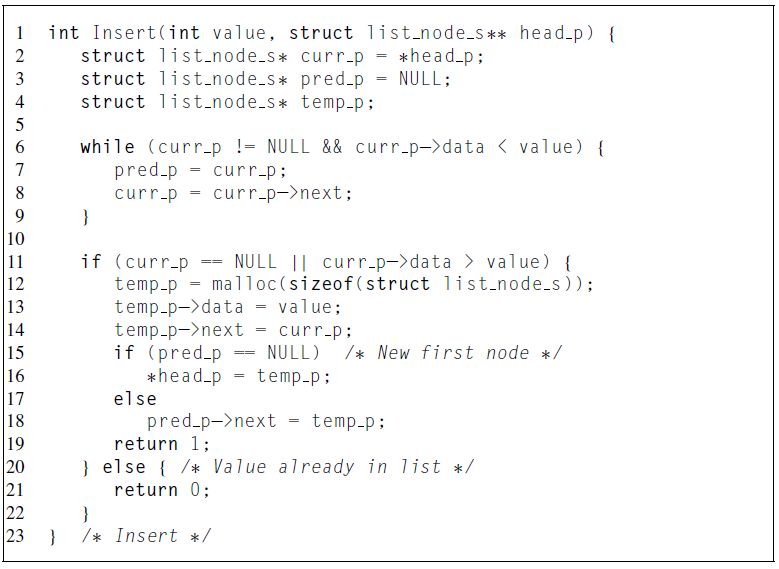 1 int Insert(int value, struct list_node_s** head_p) {
2 struct list_node_s* curr_p = *head_p;
3 struct list_node_s* pred_p = NULL;
4 struct list_node_s* temp_p;
5
6 while (curr_p != NULL && curr_p->data < value) {
7 pred_p = curr_p;
8 curr_p = curr_p->next;
9 }
10
11 if (curr_p == NULL || curr_p->data > value) {
12 temp_p = malloc(sizeof(struct list_node_s));
13 temp_p->data = value;
14 temp_p->next = curr_p;
15 if (pred_p == NULL) /* New first node */
16 *head_p = temp_p;
17 else
18 pred_p->next = temp_p;
19 return 1;
20 } else { /* Value already in list */
21 return 0;
22 }
23 } /* Insert */